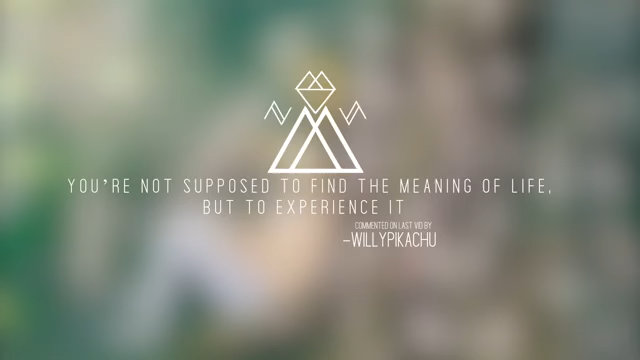 YOU'RE NOT SUPPOSED TO FIND THE MEANING OF LIFE,
BUT TO EXPERIENCE IT
COMMENTED ON LAST VID BY
-WILLYPIKACHU